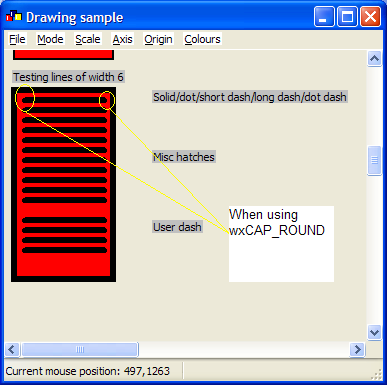 Drawing sample
File Mode Scale Axis Origin Colours
Testing lines of width 6
Solid/dot/short dash/long dash/dot dash
Misc hatches
When using
wxCAP_ROUND
User dash
Current mouse position: 497,1263